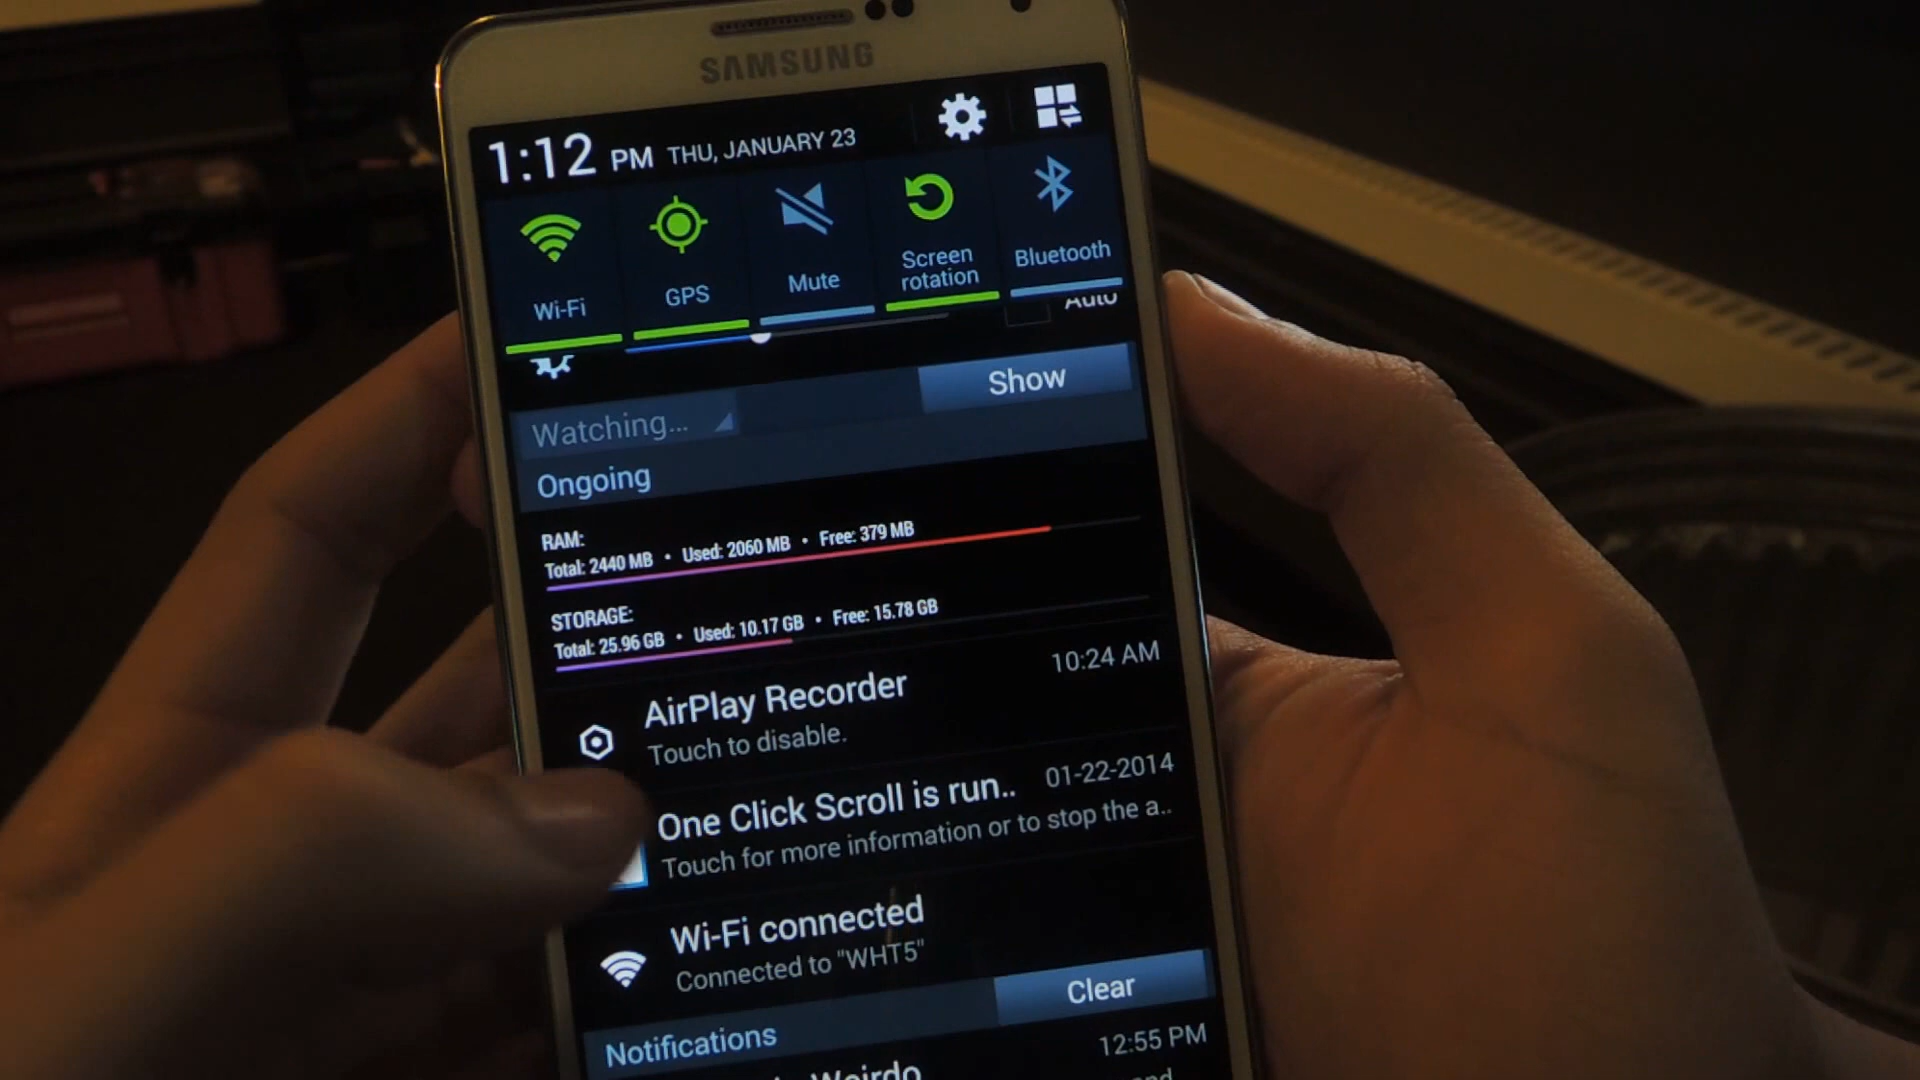 SAMSUNG
1:12 PM THU, JANUARY 23
Wi-Fi
GPS
Mute
Screen
rotation
Bluetooth
Auto
Show
Watching...
Ongoing
RAM:
Total: 2440 MB • Used: 2060 MB • Free: 379 MB
STORAGE:
Total: 25.96 GB • Used: 10.17 GB • Free: 15.78 GB
AirPlay Recorder 10:24 AM
Touch to disable.
One Click Scroll is run.. 01-22-2014
Touch for more information or to stop the a..
Wi-Fi connected
Connected to "WHT5"
Clear
Notifications
12:55 PM
Weirdo